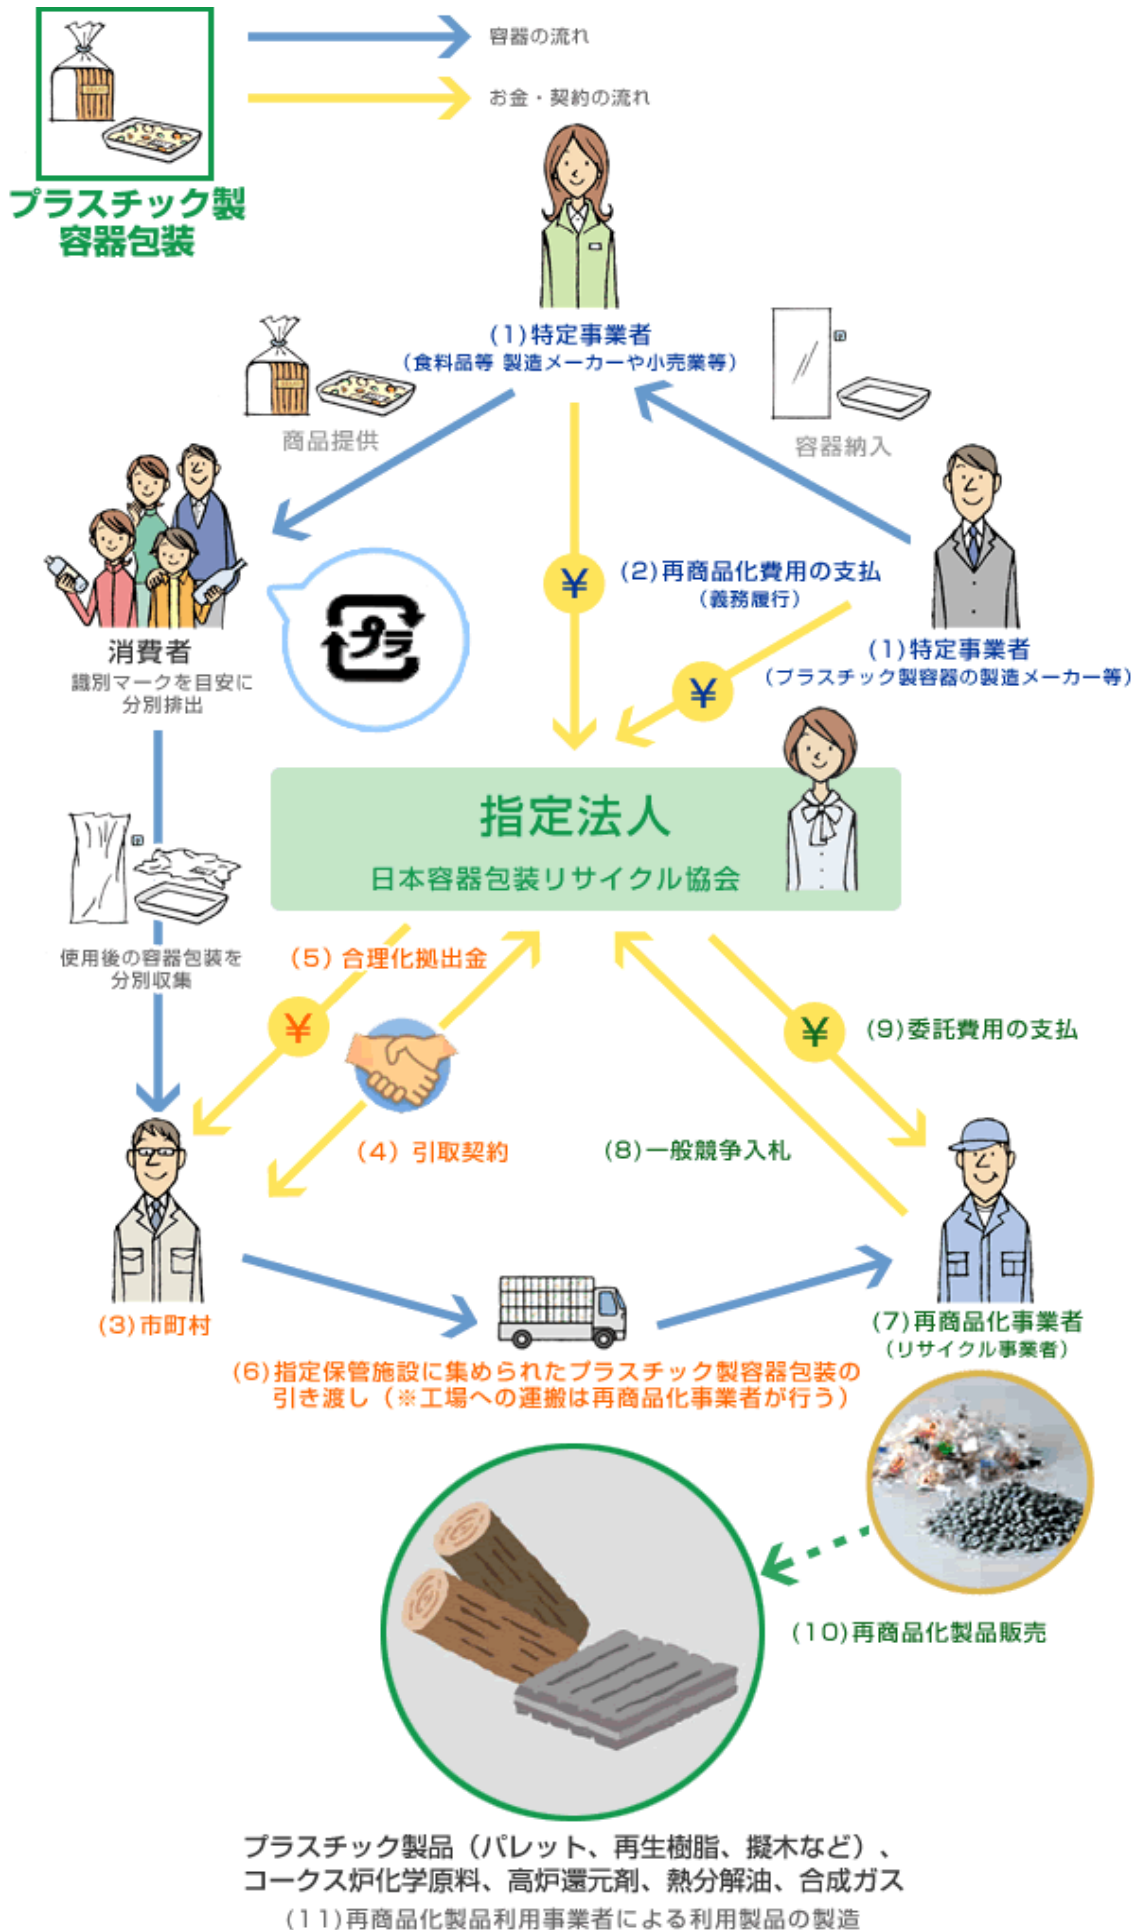 容器の流れ
お金・契約の流れ
プラスチック製
容器包装
(1)特定事業者
(食料品等 製造メーカーや小売業等)
商品提供
容器納入
(2)再商品化費用の支払
(義務履行)
プラ
消費者
識別マークを目安に
分別排出
(1)特定事業者
(プラスチック製容器の製造メーカー等)
¥
¥
指定法人
日本容器包装リサイクル協会
使用後の容器包装を
分別収集
(5) 合理化拠出金
¥
¥
(9)委託費用の支払
(4) 引取契約
(8)一般競争入札
(3)市町村
(7)再商品化事業者
(リサイクル事業者)
(6)指定保管施設に集められたプラスチック製容器包装の
引き渡し(※工場への運搬は再商品化事業者が行う)
(10)再商品化製品販売
プラスチック製品(パレット、再生樹脂、擬木など)、
コークス炉化学原料、高炉還元剤、熱分解油、合成ガス
(11)再商品化製品利用事業者による利用製品の製造